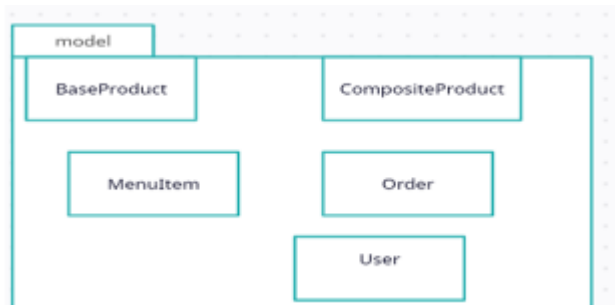 model
BaseProduct
CompositeProduct
MenuItem
Order
User